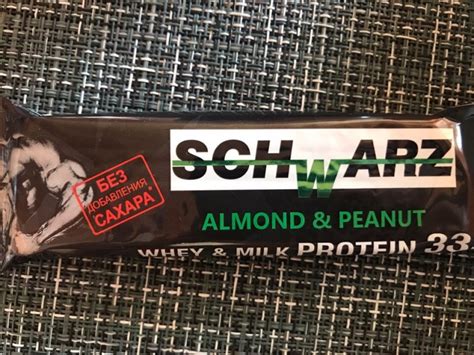 SCHWARZ
БЕЗ
ДОБАВЛЕНИЯ
САХАРА*
ALMOND & PEANUT
WHEY & MILK PROTEIN 33